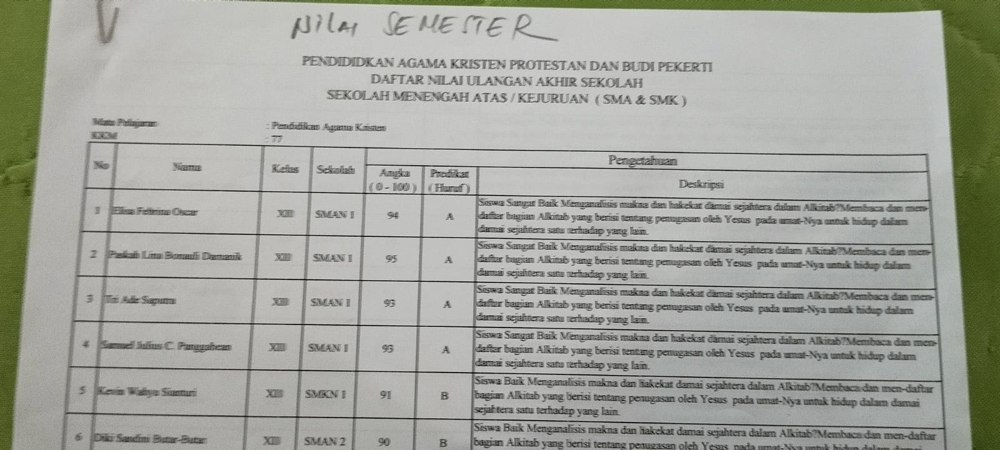 V
NILAI SEMESTER
PENDIDIDKAN AGAMA KRISTEN PROTESTAN DAN BUDI PEKERTI
DAFTAR NILAI ULANGAN AKHIR SEKOLAH
SEKOLAH MENENGAH ATAS / KEJURUAN ( SMA & SMK )
Mata Pelajaran : Pendidikan Agama Kristen
KKM : 77
No Nama Kelas Sekolah Pengetahuan
Angka Predikat Deskripsi
( 0 - 100 ) ( Huruf )
Siswa Sangat Baik Menganalisis makna dan hakekat damai sejahtera dalam Alkitab?Membaca dan men-
1 Elisa Febrina Oscar XII SMAN 1 94 A daftar bagian Alkitab yang berisi tentang penugasan oleh Yesus pada umat-Nya untuk hidup dalam
damai sejahtera satu terhadap yang lain.
Siswa Sangat Baik Menganalisis makna dan hakekat damai sejahtera dalam Alkitab?Membaca dan men-
2 Paskah Lina Damanik XII SMAN 1 95 A daftar bagian Alkitab yang berisi tentang penugasan oleh Yesus pada umat-Nya untuk hidup dalam
damai sejahtera satu terhadap yang lain.
Siswa Sangat Baik Menganalisis makna dan hakekat damai sejahtera dalam Alkitab?Membaca dan men-
3 Tri Ade Saputra XII SMAN 1 93 A daftar bagian Alkitab yang berisi tentang penugasan oleh Yesus pada umat-Nya untuk hidup dalam
damai sejahtera satu terhadap yang lain.
Siswa Sangat Baik Menganalisis makna dan hakekat damai sejahtera dalam Alkitab?Membaca dan men-
4 Samuel Julius C. Panggabean XII SMAN 1 93 A daftar bagian Alkitab yang berisi tentang penugasan oleh Yesus pada umat-Nya untuk hidup dalam
damai sejahtera satu terhadap yang lain.
Siswa Baik Menganalisis makna dan hakekat damai sejahtera dalam Alkitab?Membaca dan men-daftar
5 Kevin Wahyu Sianturi XII SMKN 1 91 B bagian Alkitab yang berisi tentang penugasan oleh Yesus pada umat-Nya untuk hidup dalam damai
sejahtera satu terhadap yang lain.
Siswa Baik Menganalisis makna dan hakekat damai sejahtera dalam Alkitab?Membaca dan men-daftar
6 Diki Sandini Butar-Butar XII SMAN 2 90 B bagian Alkitab yang berisi tentang penugasan oleh Yesus pada umat-Nya untuk hidup dalam damai